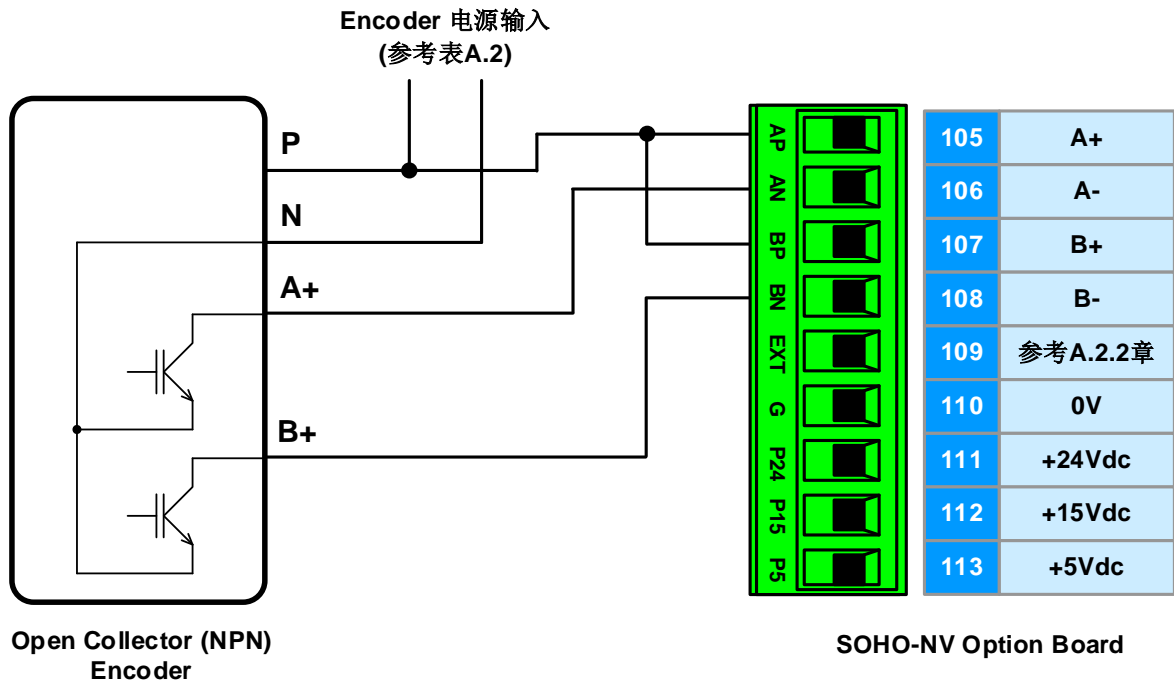 Encoder 电源输入
(参考表A.2)
P
N
A+
B+
AP
AN
BP
BN
EXT
G
P24
P15
P5
105 A+
106 A-
107 B+
108 B-
109 参考A.2.2章
110 0V
111 +24Vdc
112 +15Vdc
113 +5Vdc
Open Collector (NPN)
Encoder
SOHO-NV Option Board